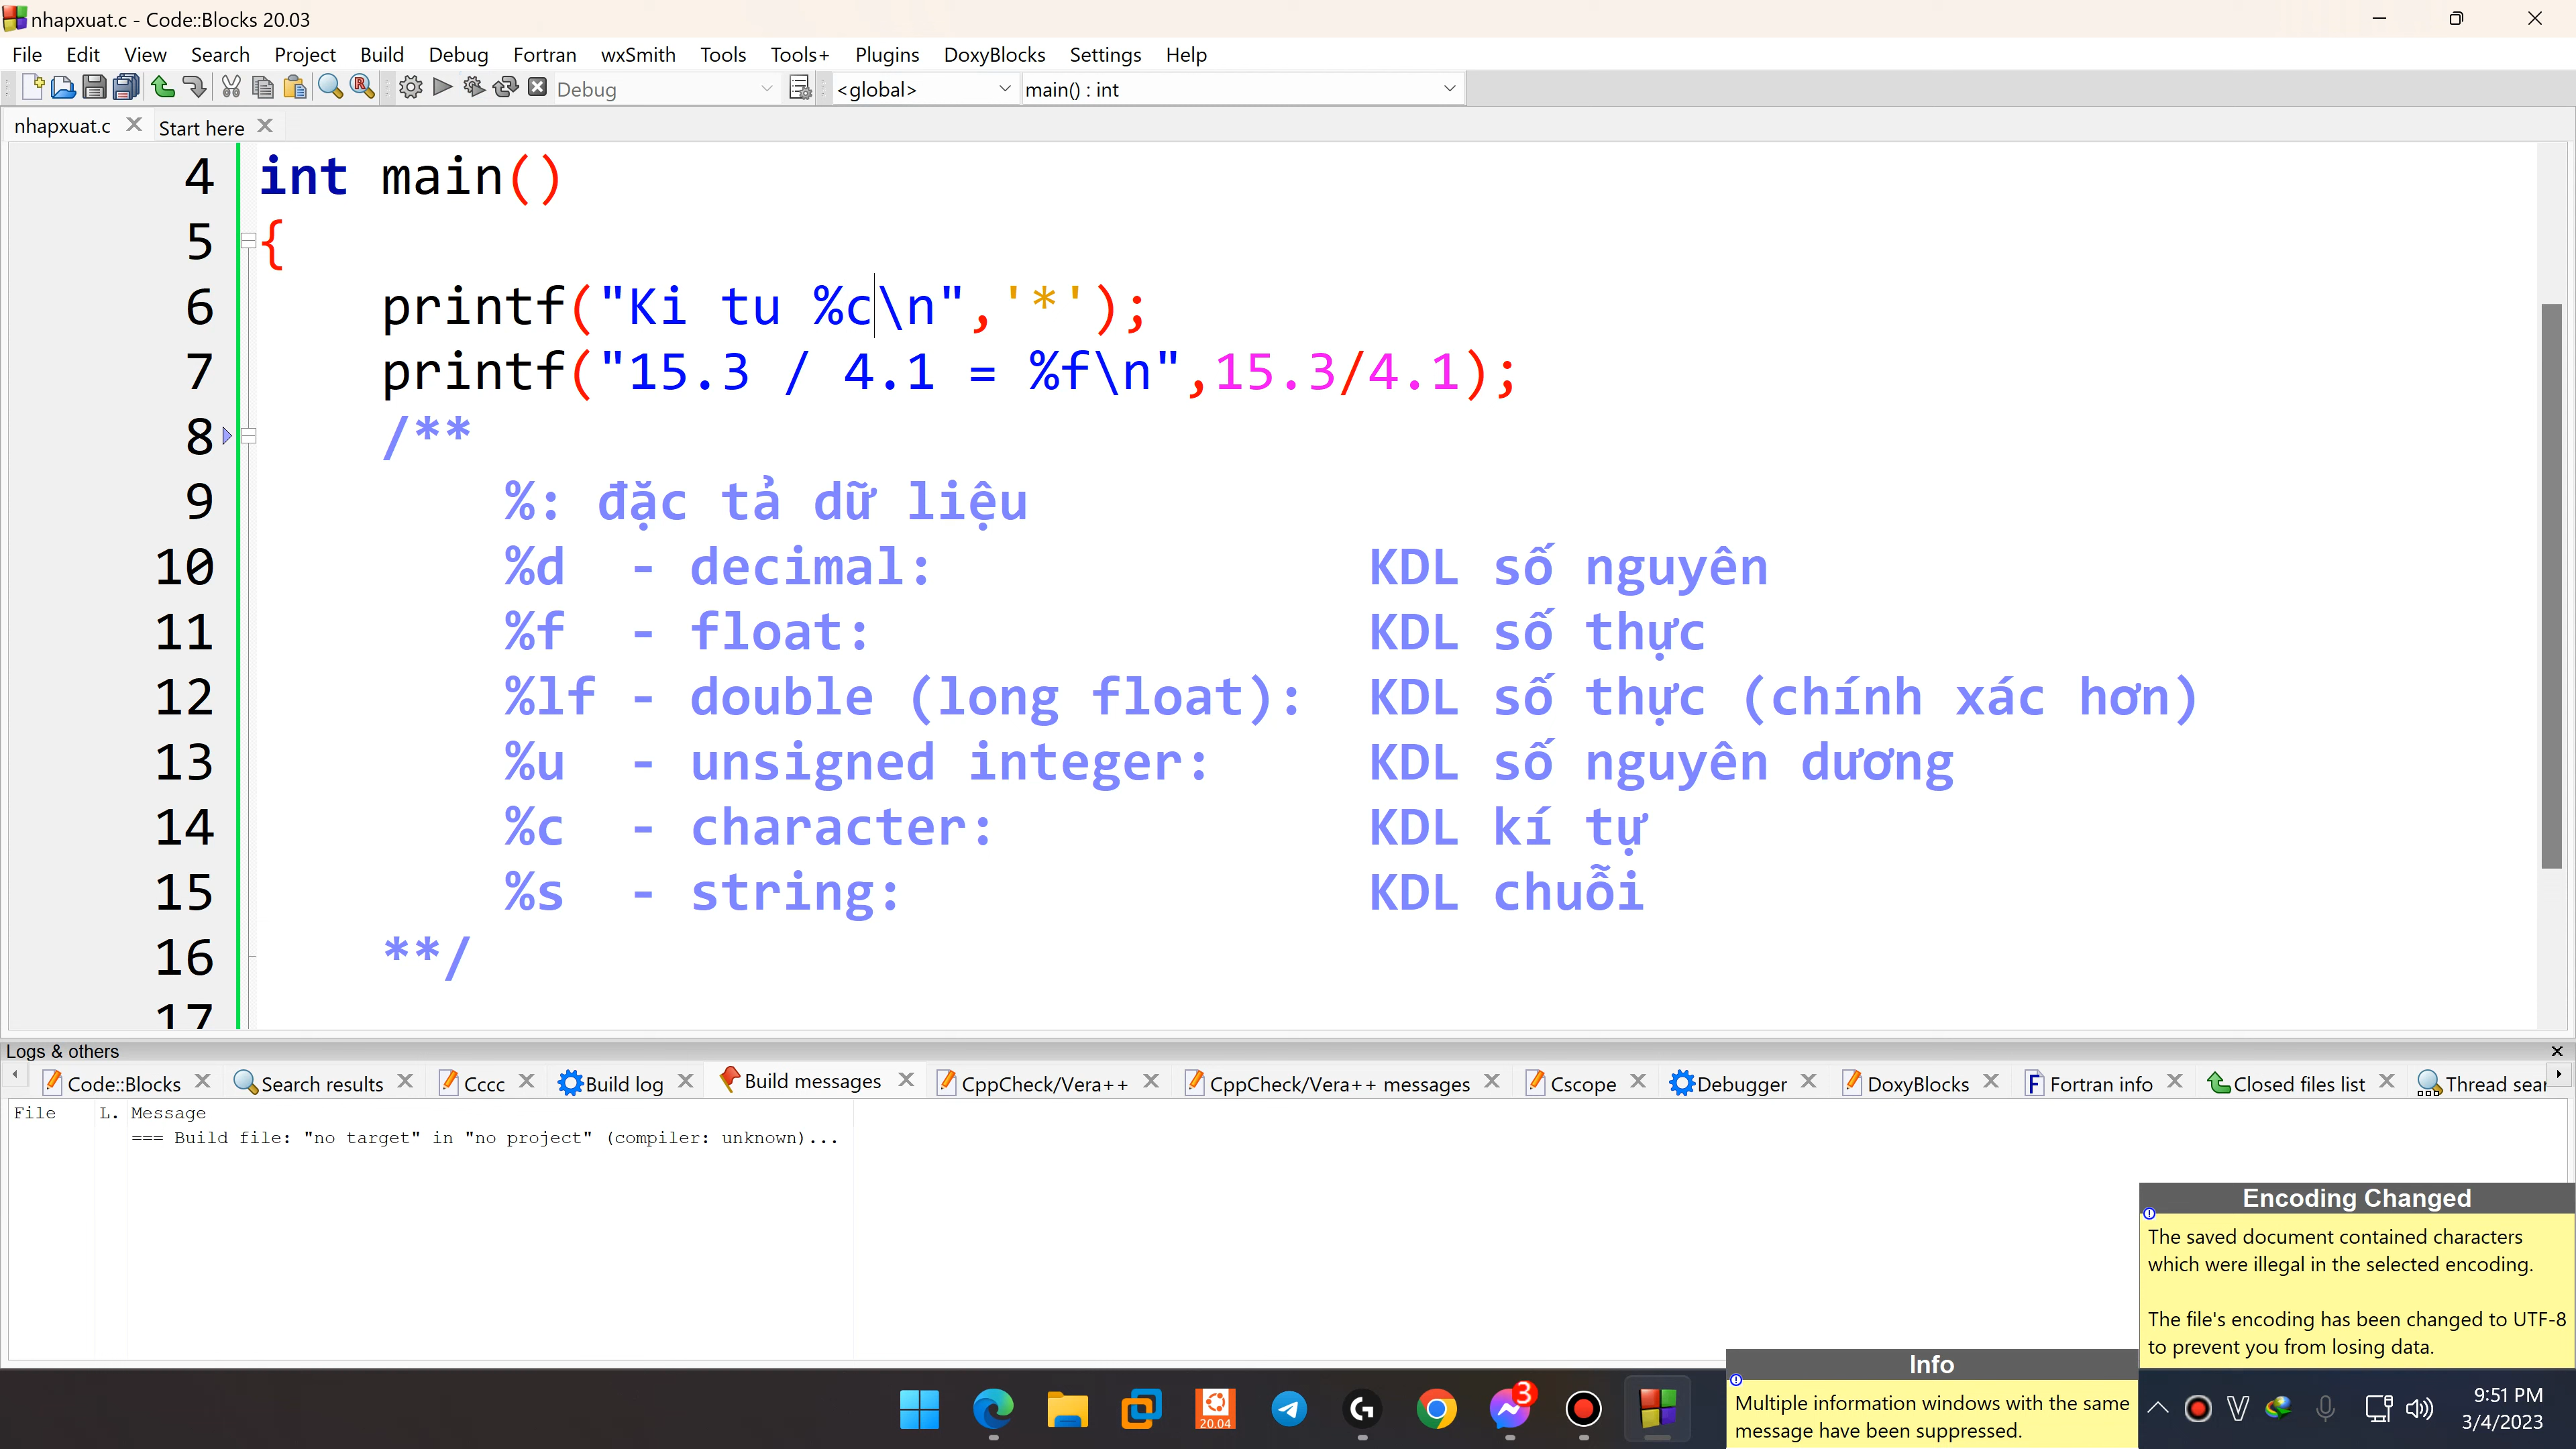 nhapxuat.c - Code::Blocks 20.03
File Edit View Search Project Build Debug Fortran wxSmith Tools Tools+ Plugins DoxyBlocks Settings Help
Debug <global> main() : int
nhapxuat.c Start here
4 int main()
5 {
6 printf("Ki tu %c\n",'*');
7 printf("15.3 / 4.1 = %f\n",15.3/4.1);
8 /**
9 %: đặc tả dữ liệu
10 %d - decimal: KDL số nguyên
11 %f - float: KDL số thực
12 %lf - double (long float): KDL số thực (chính xác hơn)
13 %u - unsigned integer: KDL số nguyên dương
14 %c - character: KDL kí tự
15 %s - string: KDL chuỗi
16 **/
17
Logs & others
Code::Blocks Search results Cccc Build log Build messages CppCheck/Vera++ CppCheck/Vera++ messages Cscope Debugger DoxyBlocks Fortran info Closed files list Thread sear
File L. Message
=== Build file: "no target" in "no project" (compiler: unknown)...
Encoding Changed
The saved document contained characters
which were illegal in the selected encoding.
The file's encoding has been changed to UTF-8
to prevent you from losing data.
Info
Multiple information windows with the same
message have been suppressed.
20.04
3
9:51 PM
3/4/2023